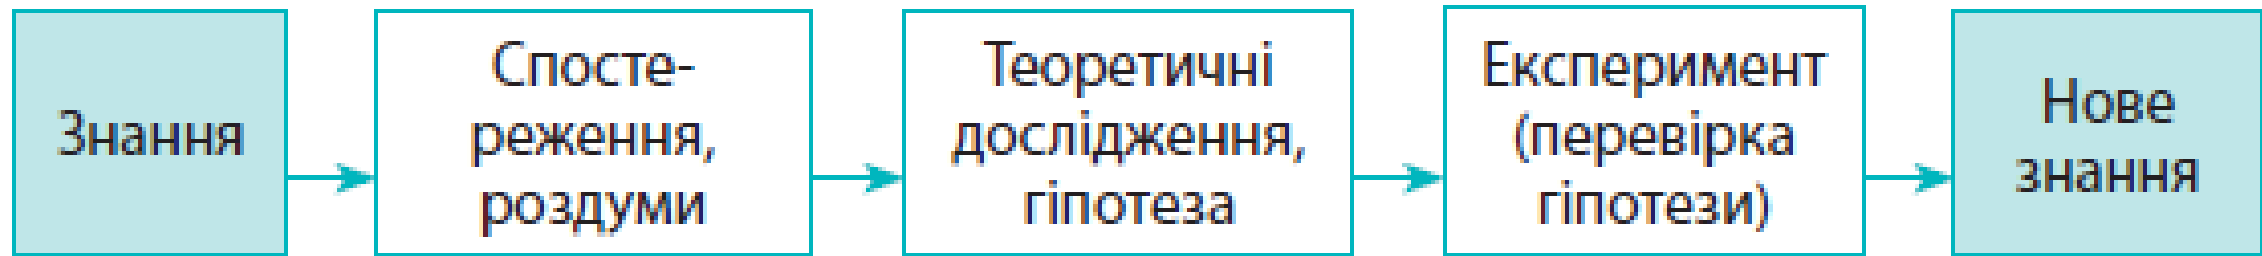 Знання
Спосте-
реження,
роздуми
Теоретичні
дослідження,
гіпотеза
Експеримент
(перевірка
гіпотези)
Нове
знання